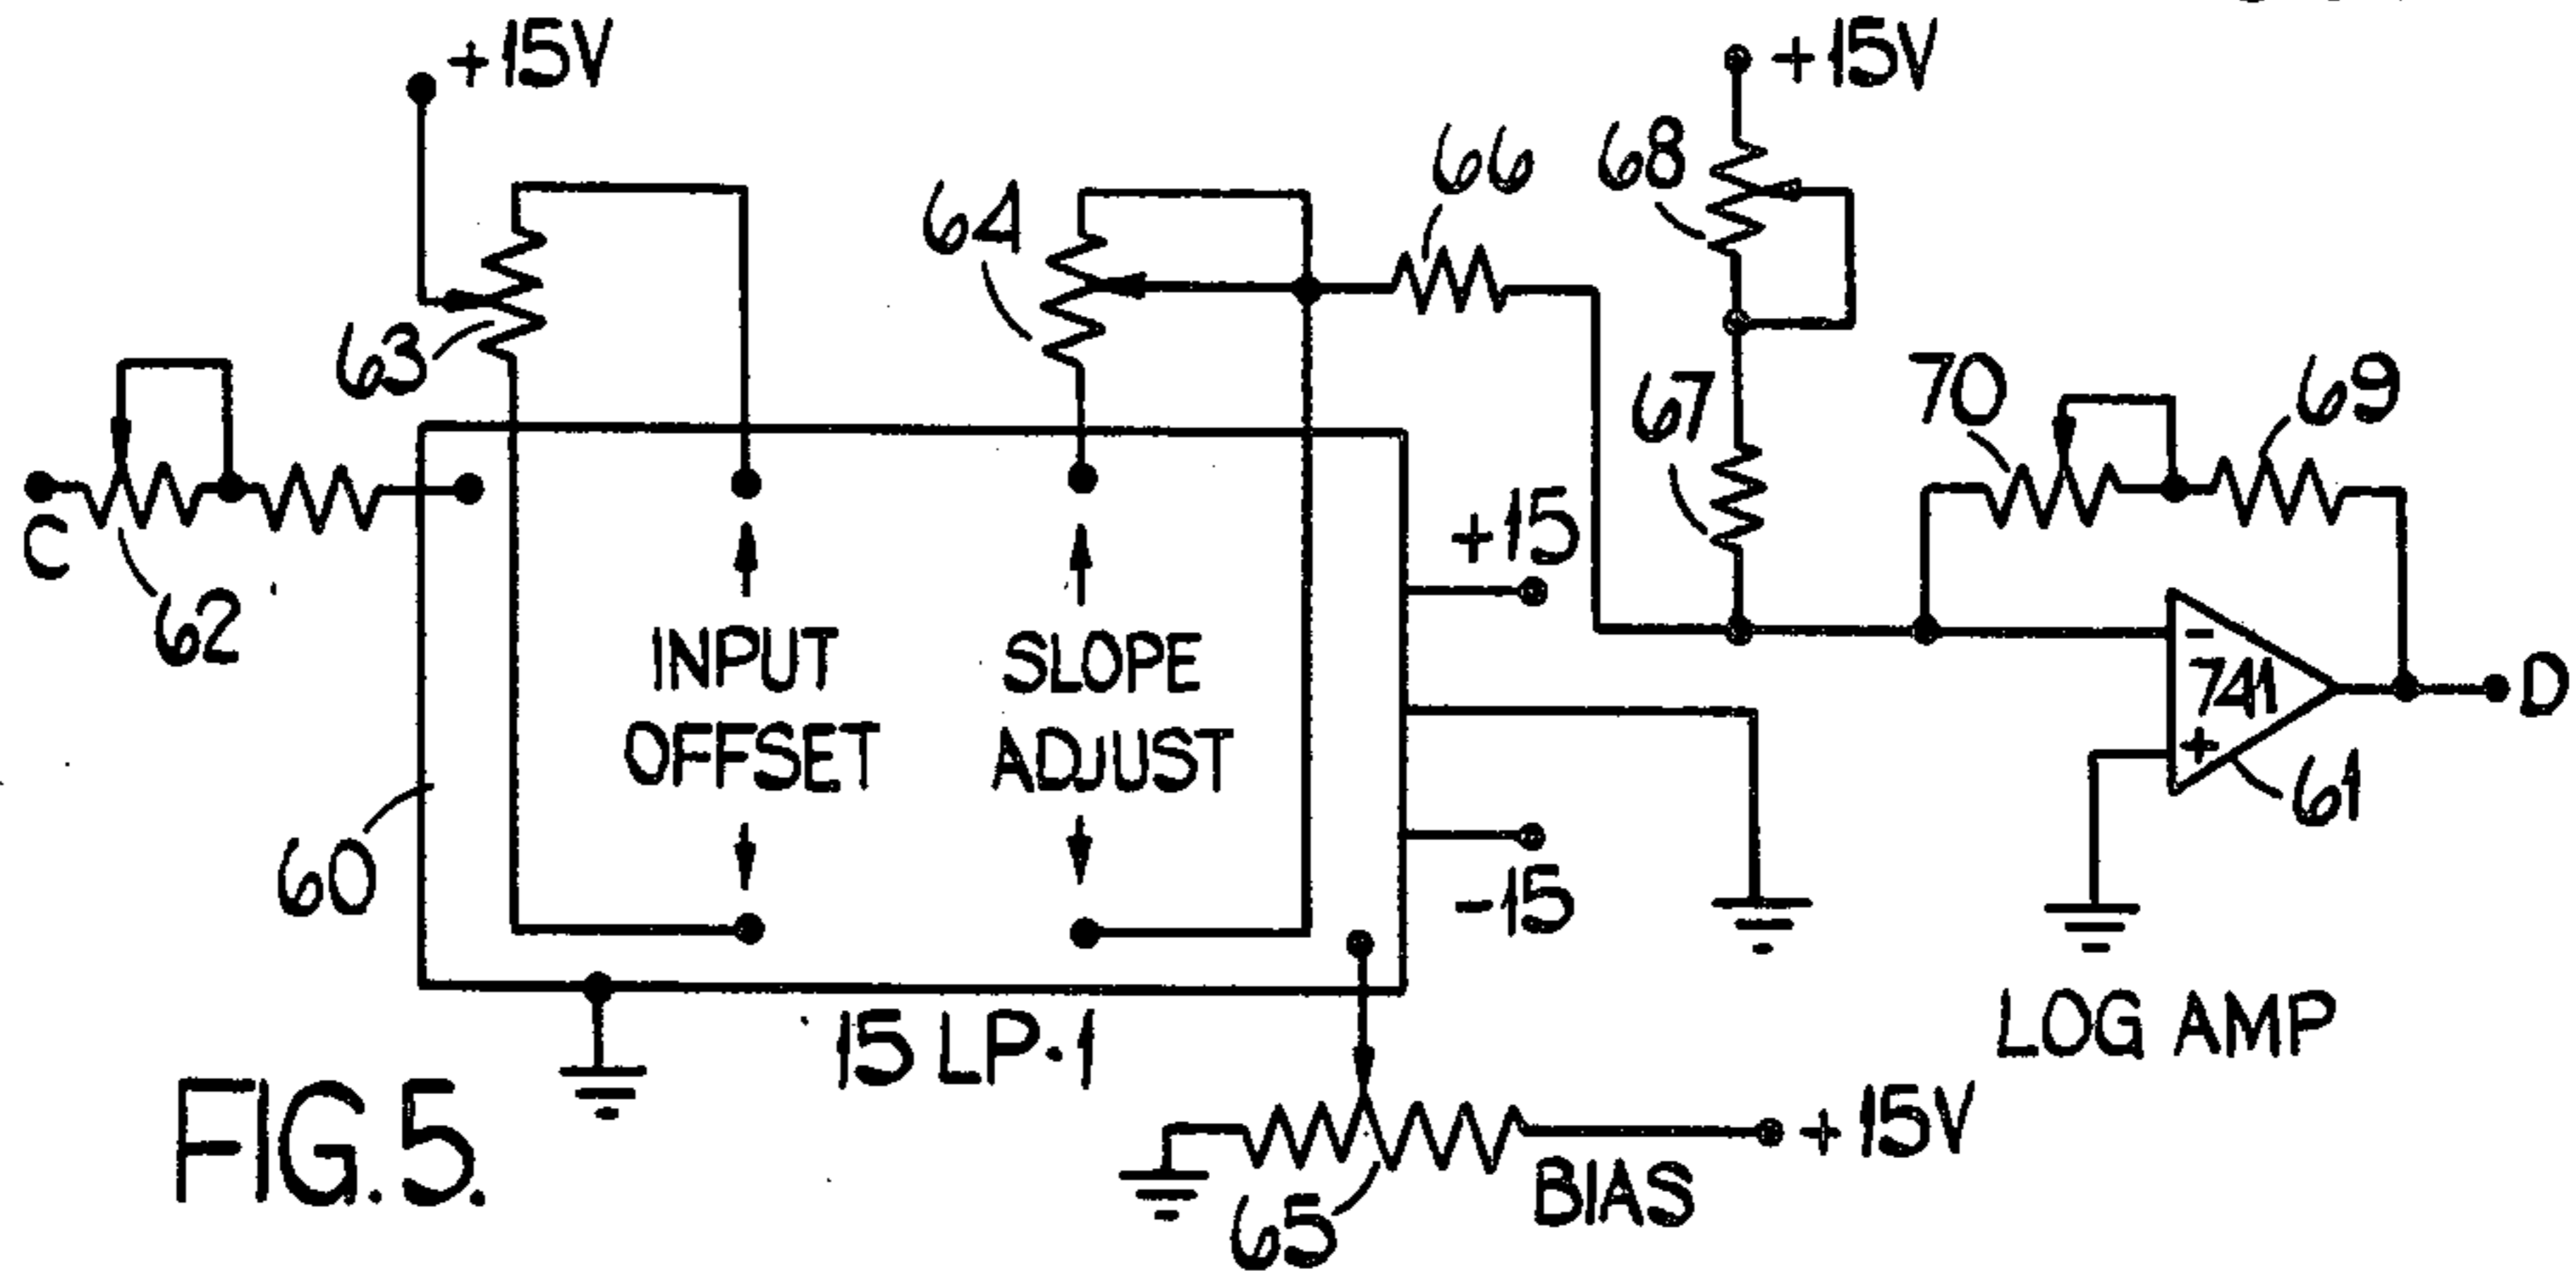 +15V
+15V
66
68
64
63
67
70
69
C
62
+15
INPUT
OFFSET
SLOPE
ADJUST
-
741
+
D
61
60
-15
15 LP·1
LOG AMP
FIG. 5.
65
BIAS
+15V